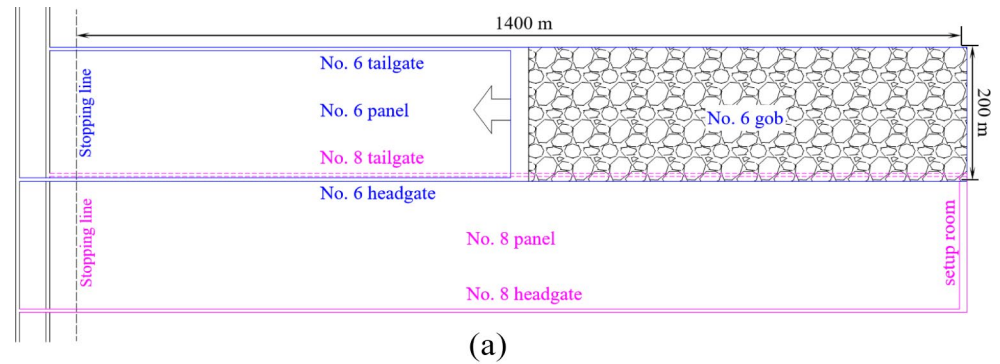 1400 m
No. 6 tailgate
Stopping line
No. 6 panel
No. 6 gob
200 m
No. 8 tailgate
No. 6 headgate
Stopping line
No. 8 panel
setup room
No. 8 headgate
(a)